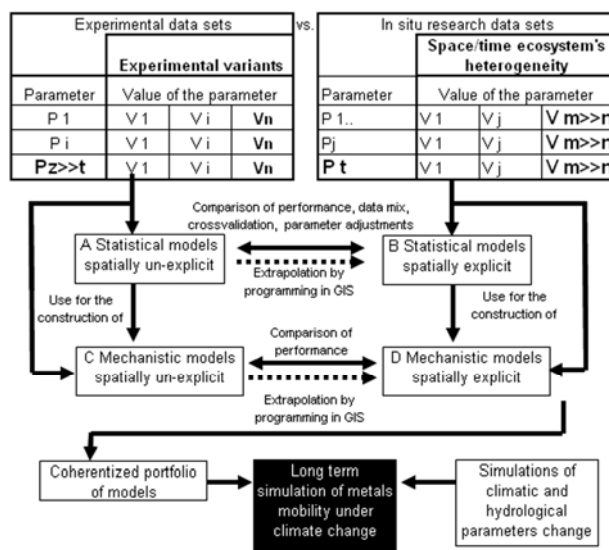 Experimental data sets vs. In situ research data sets
Experimental variants
Space/time ecosystem's
heterogeneity
Parameter Value of the parameter
P 1 V 1 V i Vn
P i V 1 V i Vn
Pz>>t V 1 V i Vn
Parameter Value of the parameter
P 1.. V 1 V j V m>>n
Pj V 1 V j V m>>n
P t V 1 V j V m>>n
Comparison of performance, data mix,
crossvalidation, parameter adjustments
A Statistical models
spatially un-explicit
B Statistical models
spatially explicit
Extrapolation by
programming in GIS
Use for the
construction of
Use for the
construction of
Comparison of
performance
C Mechanistic models
spatially un-explicit
D Mechanistic models
spatially explicit
Extrapolation by
programming in GIS
Coherentized portfolio
of models
Long term
simulation of metals
mobility under
climate change
Simulations of
climatic and
hydrological
parameters change